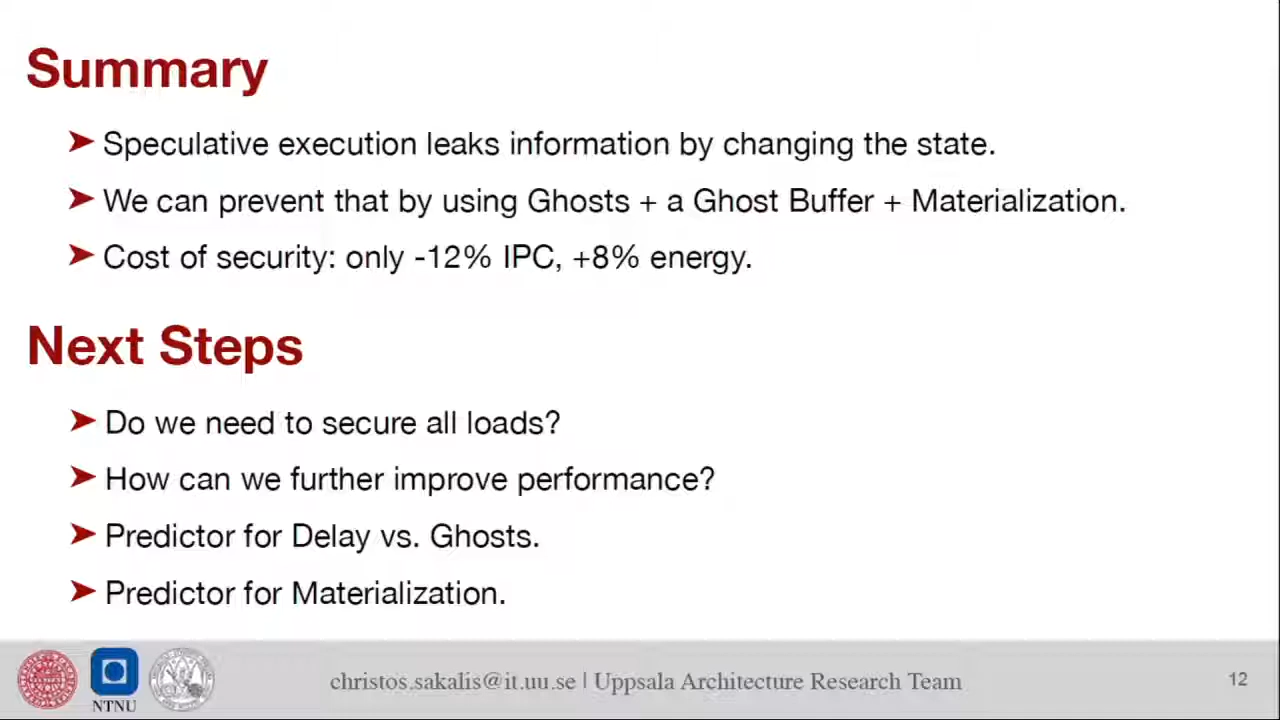 Summary
➤ Speculative execution leaks information by changing the state.
➤ We can prevent that by using Ghosts + a Ghost Buffer + Materialization.
➤ Cost of security: only -12% IPC, +8% energy.
Next Steps
➤ Do we need to secure all loads?
➤ How can we further improve performance?
➤ Predictor for Delay vs. Ghosts.
➤ Predictor for Materialization.
NTNU
christos.sakalis@it.uu.se | Uppsala Architecture Research Team
12